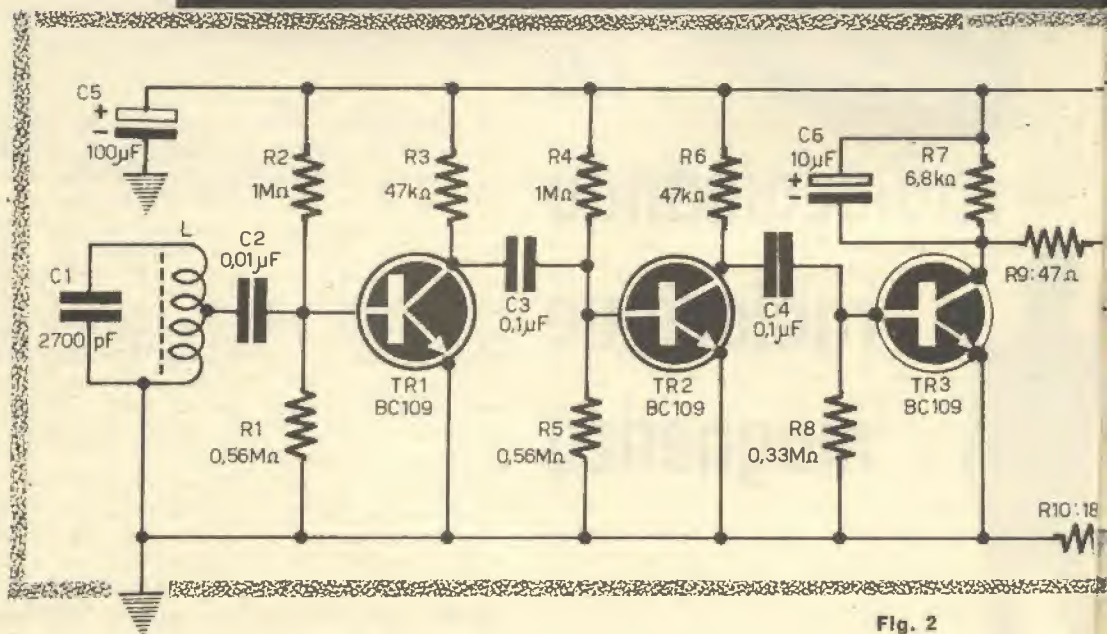 C5
+
−
100µF
C1
2700 pF
L
C2
0,01µF
R2
1MΩ
R1
0,56MΩ
R3
47kΩ
TR1
BC109
C3
0,1µF
R4
1MΩ
R5
0,56MΩ
R6
47kΩ
TR2
BC109
C4
0,1µF
C6
10µF
+
−
R7
6,8kΩ
R8
0,33MΩ
TR3
BC109
R9:47Ω
R10:18
Fig. 2